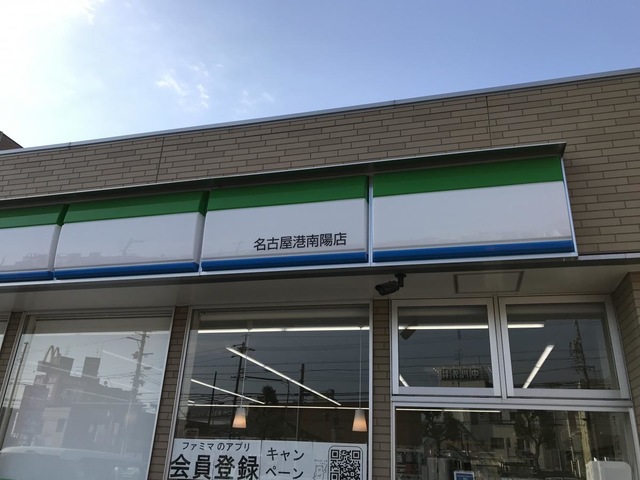 名古屋港南陽店
ファミマのアプリ
会員登録
キャン
ペーン